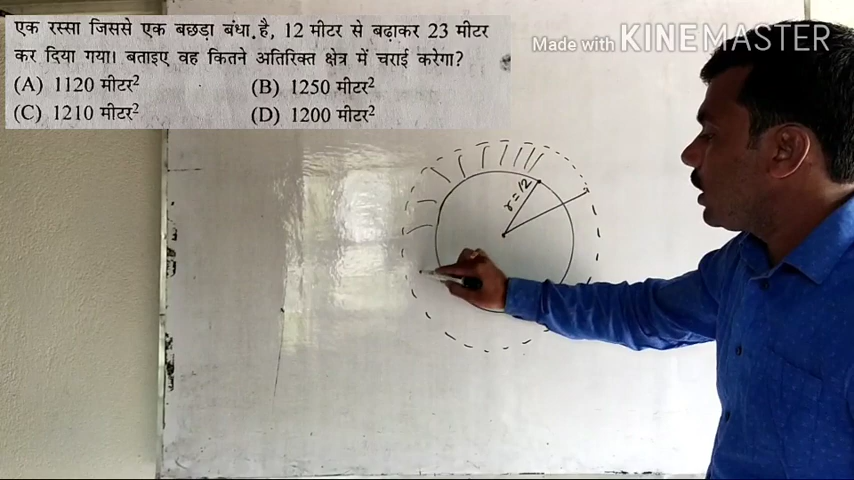 एक रस्सा जिससे एक बछड़ा बंधा है, 12 मीटर से बढ़ाकर 23 मीटर
कर दिया गया। बताइए वह कितने अतिरिक्त क्षेत्र में चराई करेगा?
(A) 1120 मीटर² (B) 1250 मीटर²
(C) 1210 मीटर² (D) 1200 मीटर²
Made with KINEMASTER
r = 12